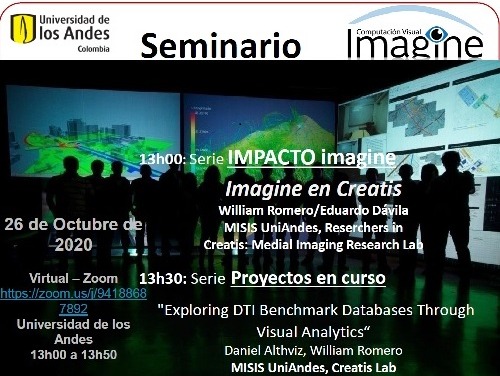 Universidad de
los Andes
Colombia
Seminario
Computación Visual
Imagine
13h00: Serie IMPACTO imagine
Imagine en Creatis
William Romero/Eduardo Dávila
MISIS UniAndes, Reserchers in
Creatis: Medial Imaging Research Lab
26 de Octubre de
2020
Virtual – Zoom
https://zoom.us/j/9418868
7892
Universidad de los
Andes
13h00 a 13h50
13h30: Serie Proyectos en curso
"Exploring DTI Benchmark Databases Through
Visual Analytics“
Daniel Althviz, William Romero
MISIS UniAndes, Creatis Lab